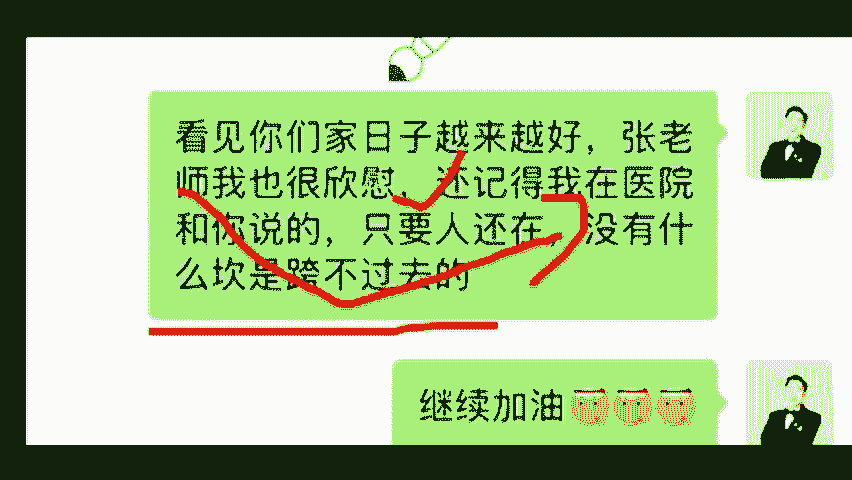 看见你们家日子越来越好，张老
师我也很欣慰，还记得我在医院
和你说的，只要人还在，没有什
么坎是跨不过去的
继续加油